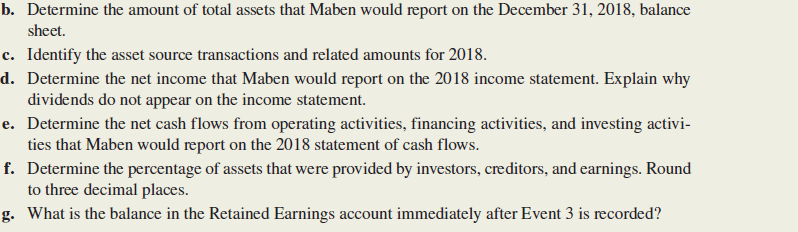 b. Determine the amount of total assets that Maben would report on the December 31, 2018, balance
sheet.
c. Identify the asset source transactions and related amounts for 2018.
d. Determine the net income that Maben would report on the 2018 income statement. Explain why
dividends do not appear on the income statement.
e. Determine the net cash flows from operating activities, financing activities, and investing activi-
ties that Maben would report on the 2018 statement of cash flows.
f. Determine the percentage of assets that were provided by investors, creditors, and earnings. Round
to three decimal places.
g. What is the balance in the Retained Earnings account immediately after Event 3 is recorded?